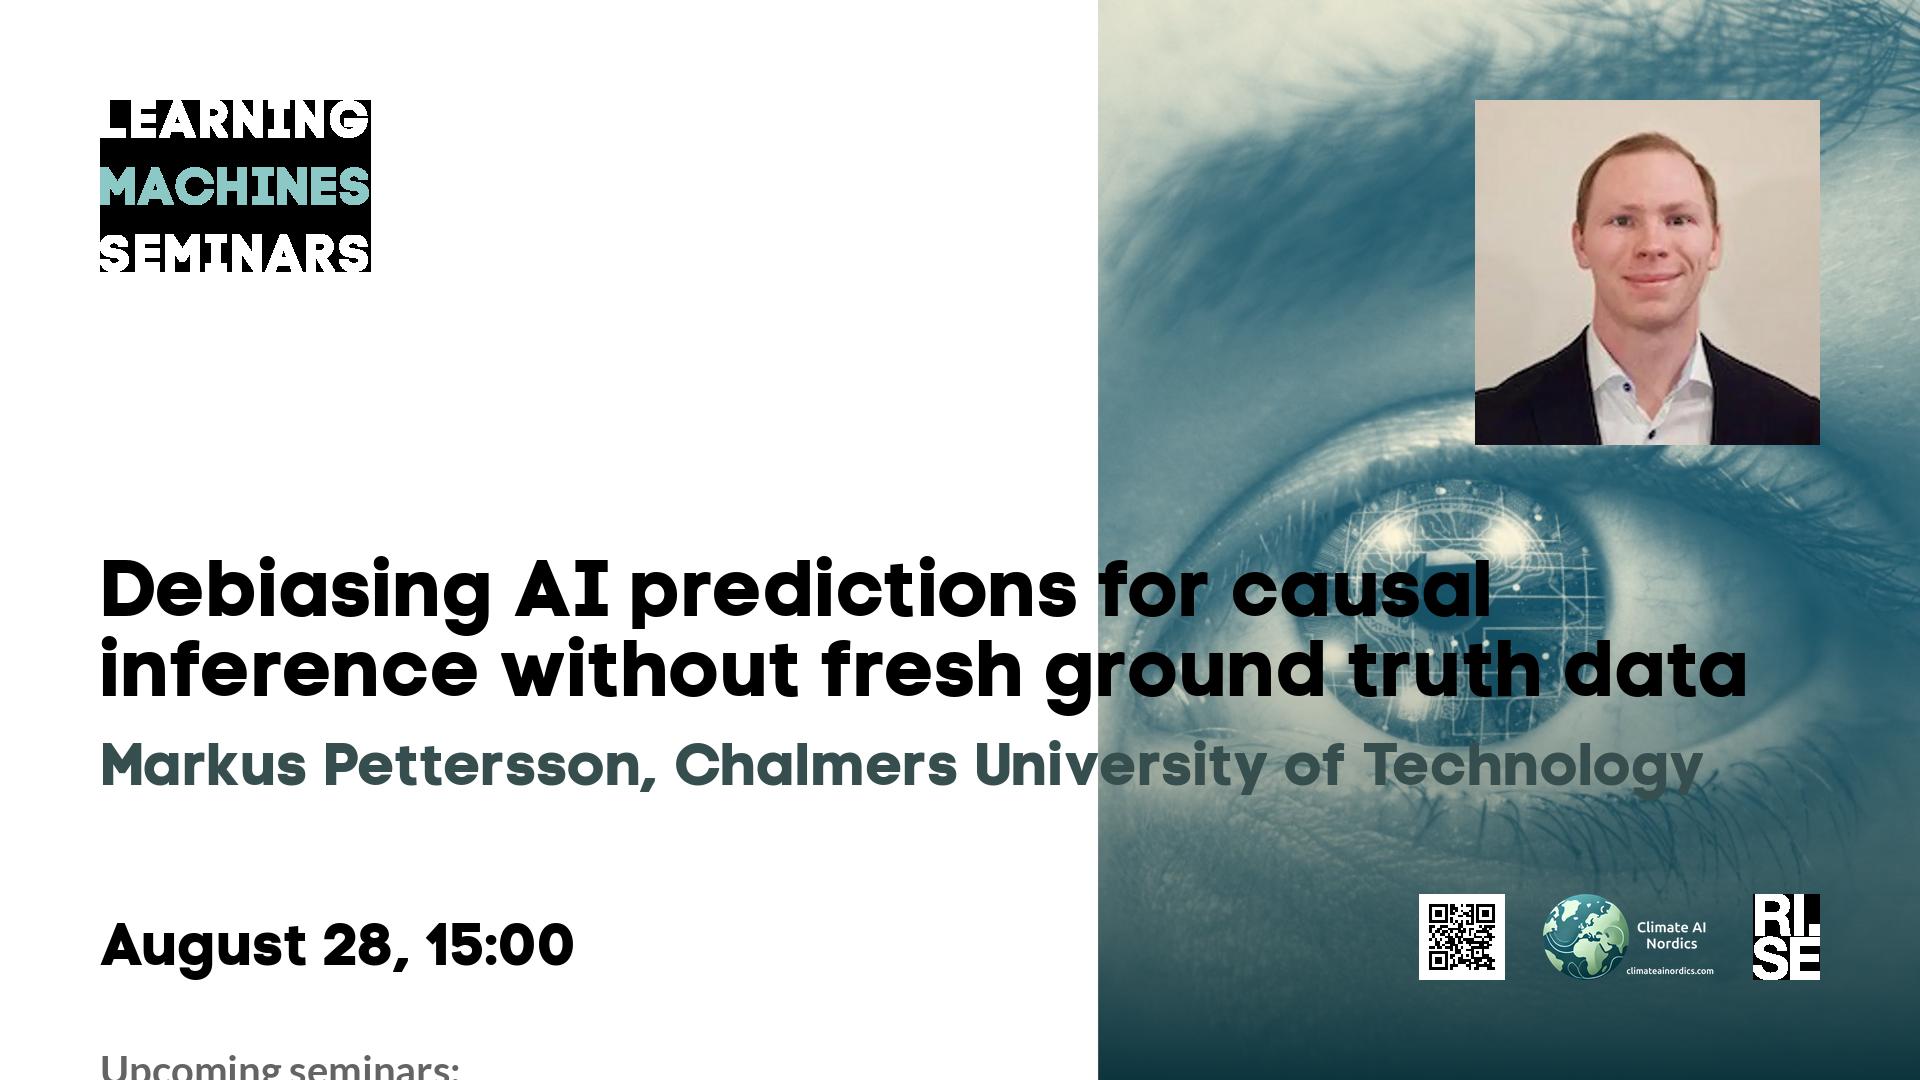 LEARNING
MACHINES
SEMINARS
Debiasing AI predictions for causal
inference without fresh ground truth data
Markus Pettersson, Chalmers University of Technology
August 28, 15:00
Climate AI
Nordics
climateainordics.com
RI.
SE
Upcoming seminars: